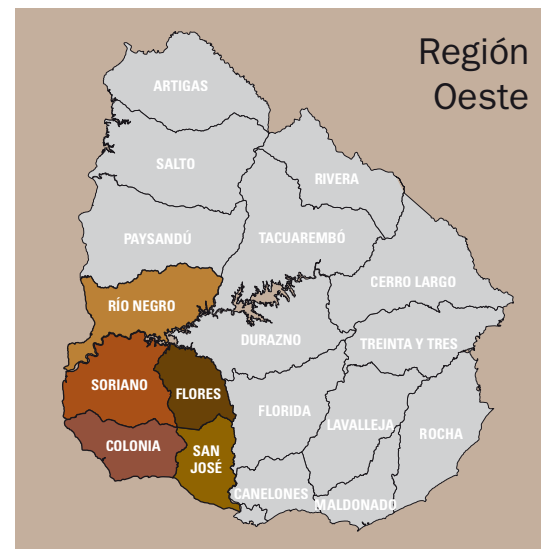 Región
Oeste
ARTIGAS
SALTO
RIVERA
PAYSANDÚ
TACUAREMBÓ
CERRO LARGO
RÍO NEGRO
DURAZNO
TREINTA Y TRES
SORIANO
FLORES
FLORIDA
LAVALLEJA
ROCHA
COLONIA
SAN
JOSÉ
CANELONES
MALDONADO